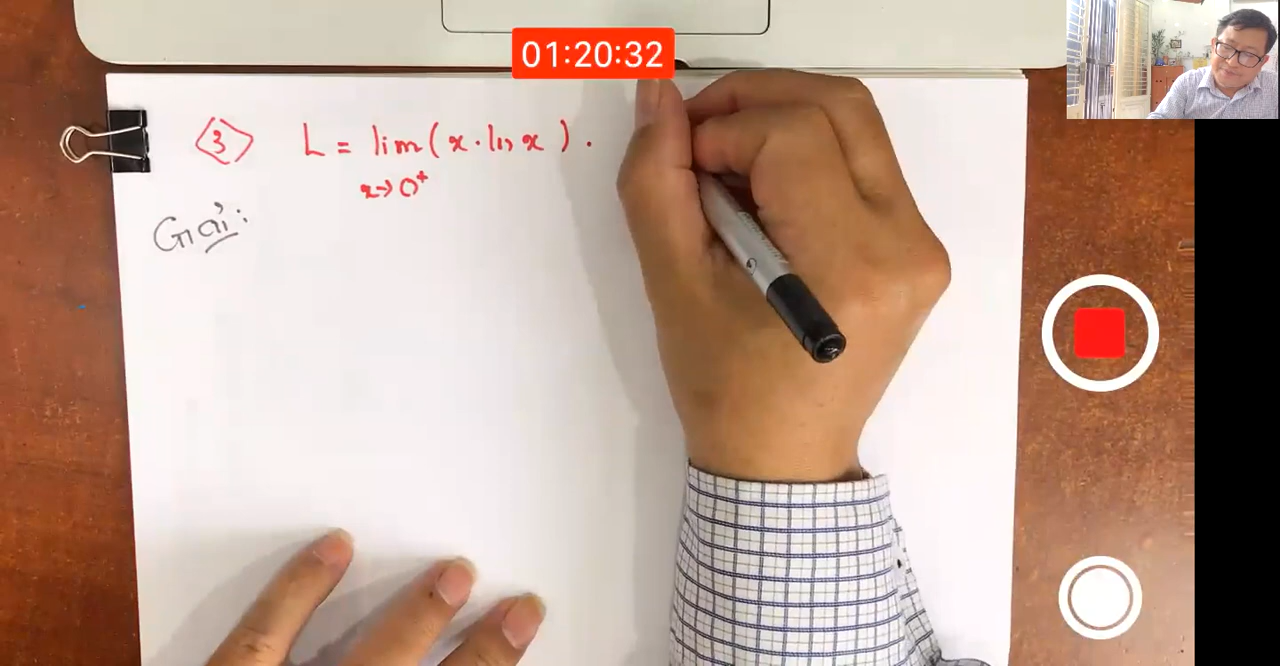 01:20:32
③ L = lim ( x . ln x ) .
x → 0⁺
Giải: